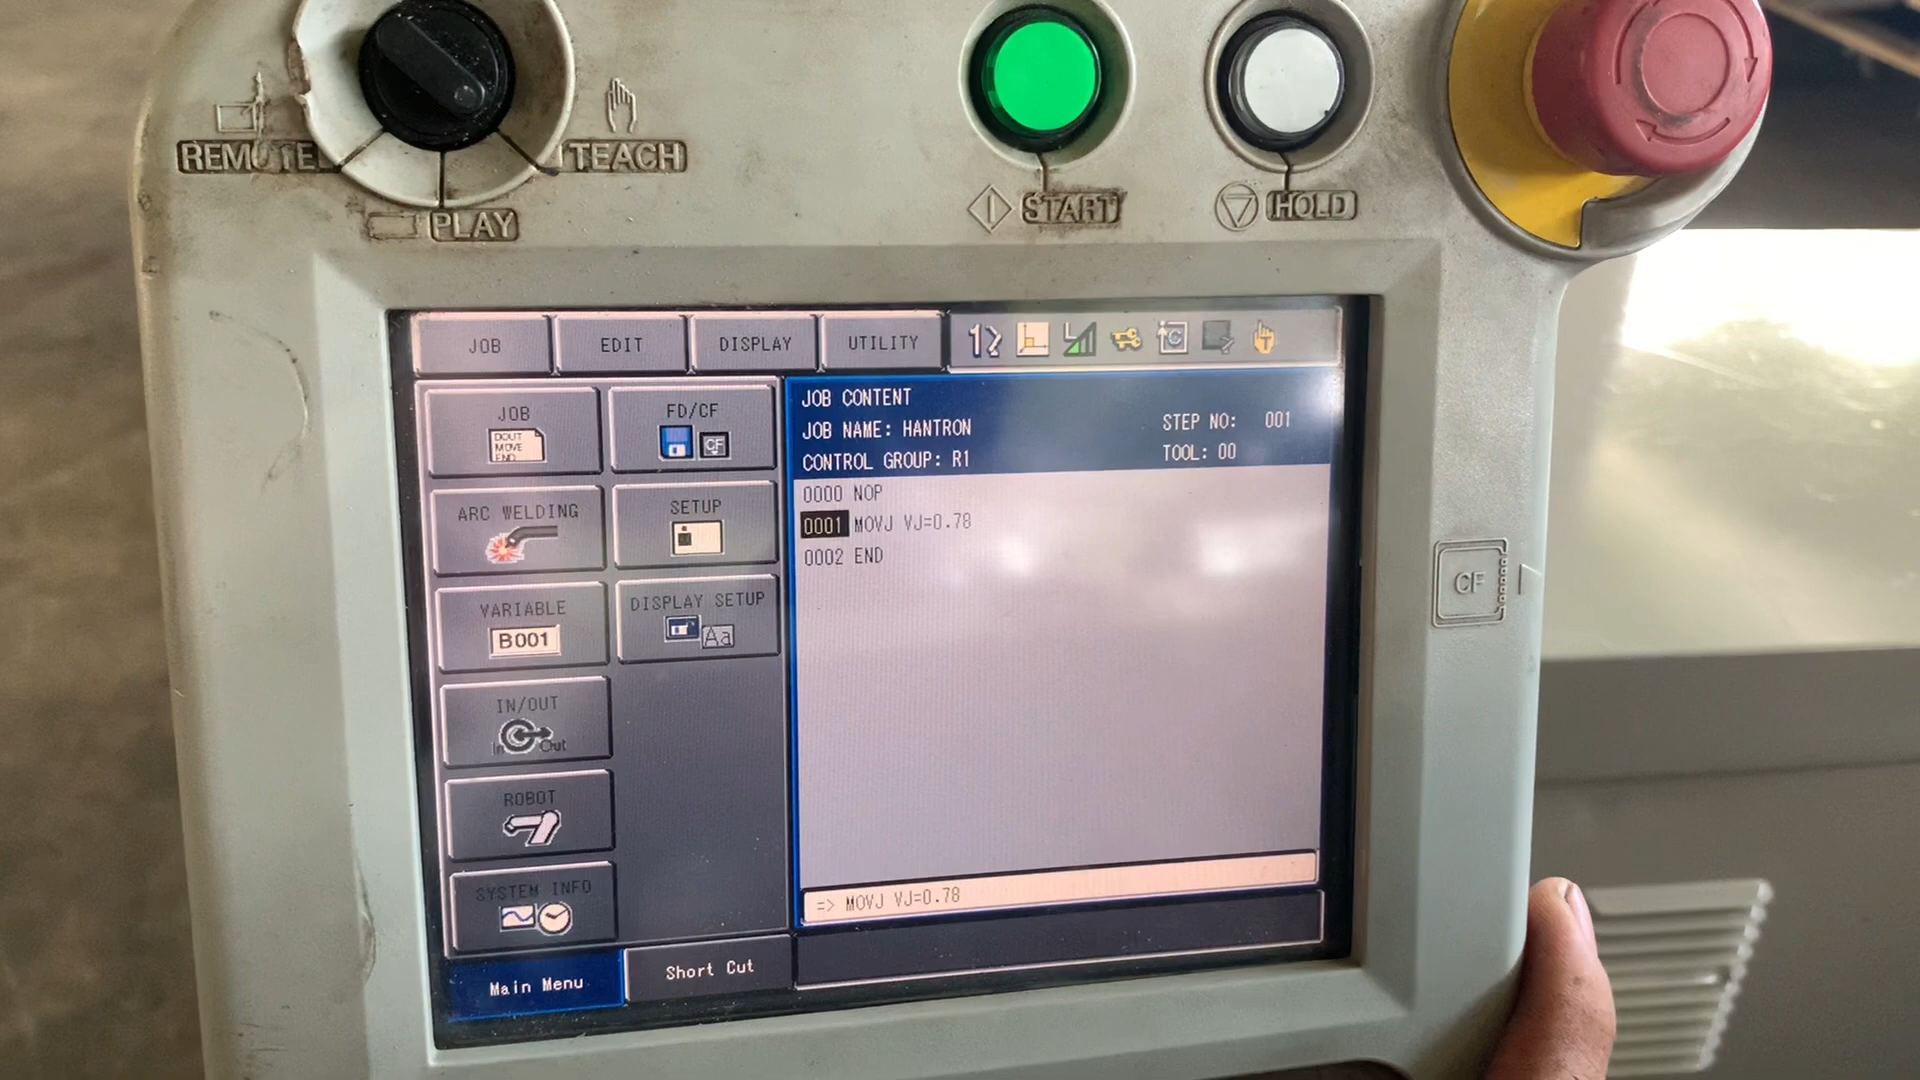 REMOTE
TEACH
PLAY
START
HOLD
JOB EDIT DISPLAY UTILITY
JOB
DOUT
MOVE
END
FD/CF
CF
ARC WELDING
SETUP
VARIABLE
B001
DISPLAY SETUP
Aa
IN/OUT
In Out
ROBOT
SYSTEM INFO
Main Menu
Short Cut
JOB CONTENT
JOB NAME: HANTRON
STEP NO: 001
CONTROL GROUP: R1
TOOL: 00
0000 NOP
0001 MOVJ VJ=0.78
0002 END
=> MOVJ VJ=0.78
CF